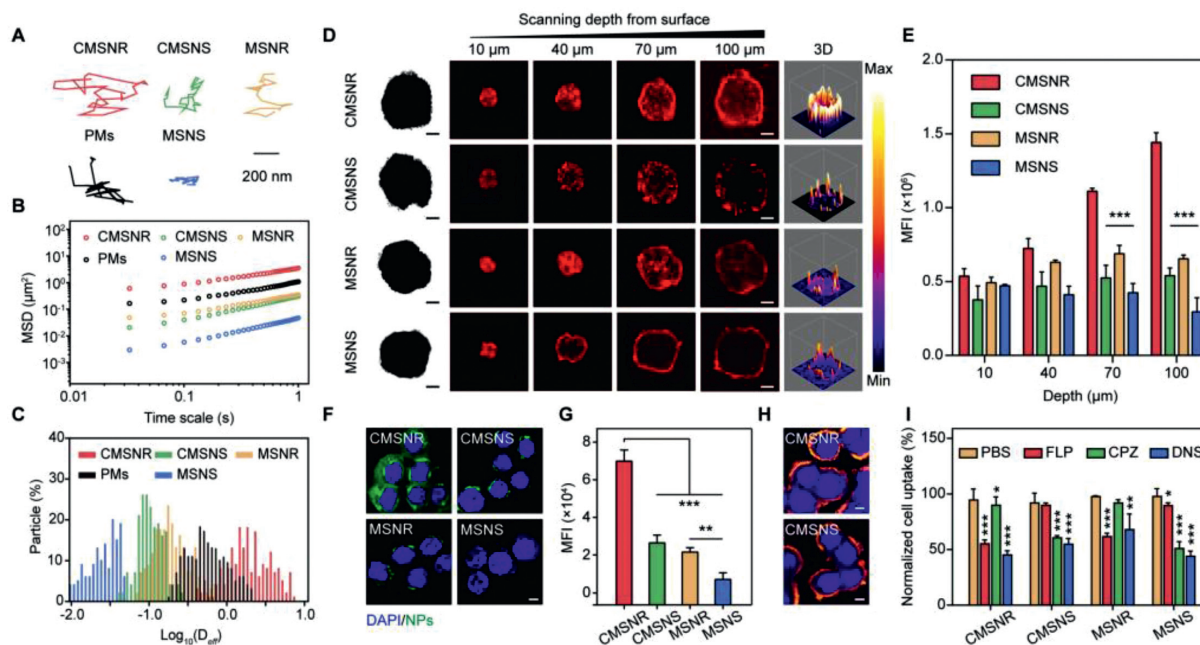 A
CMSNR CMSNS MSNR
PMs MSNS
200 nm
B
CMSNR CMSNS MSNR
PMs MSNS
MSD (μm²)
10¹
10⁰
10⁻¹
10⁻²
10⁻³
0.01 0.1 1
Time scale (s)
C
CMSNR CMSNS MSNR
PMs MSNS
Particle (%)
40
30
20
10
0
-2.0 -1.0 0.0 1.0
Log₁₀(Dₑff)
D
Scanning depth from surface
10 μm 40 μm 70 μm 100 μm 3D
CMSNR
CMSNS
MSNR
MSNS
Max
Min
E
MFI (×10⁶)
2.0
1.5
1.0
0.5
0.0
CMSNR
CMSNS
MSNR
MSNS
*** ***
10 40 70 100
Depth (μm)
F
CMSNR CMSNS
MSNR MSNS
DAPI/NPs
G
MFI (×10⁴)
8
6
4
2
0
***
**
CMSNR CMSNS MSNR MSNS
H
CMSNR
CMSNS
I
Normalized cell uptake (%)
150
100
50
0
PBS FLP CPZ DNS
*** * *** *** *** *** ** * *** ***
CMSNR CMSNS MSNR MSNS